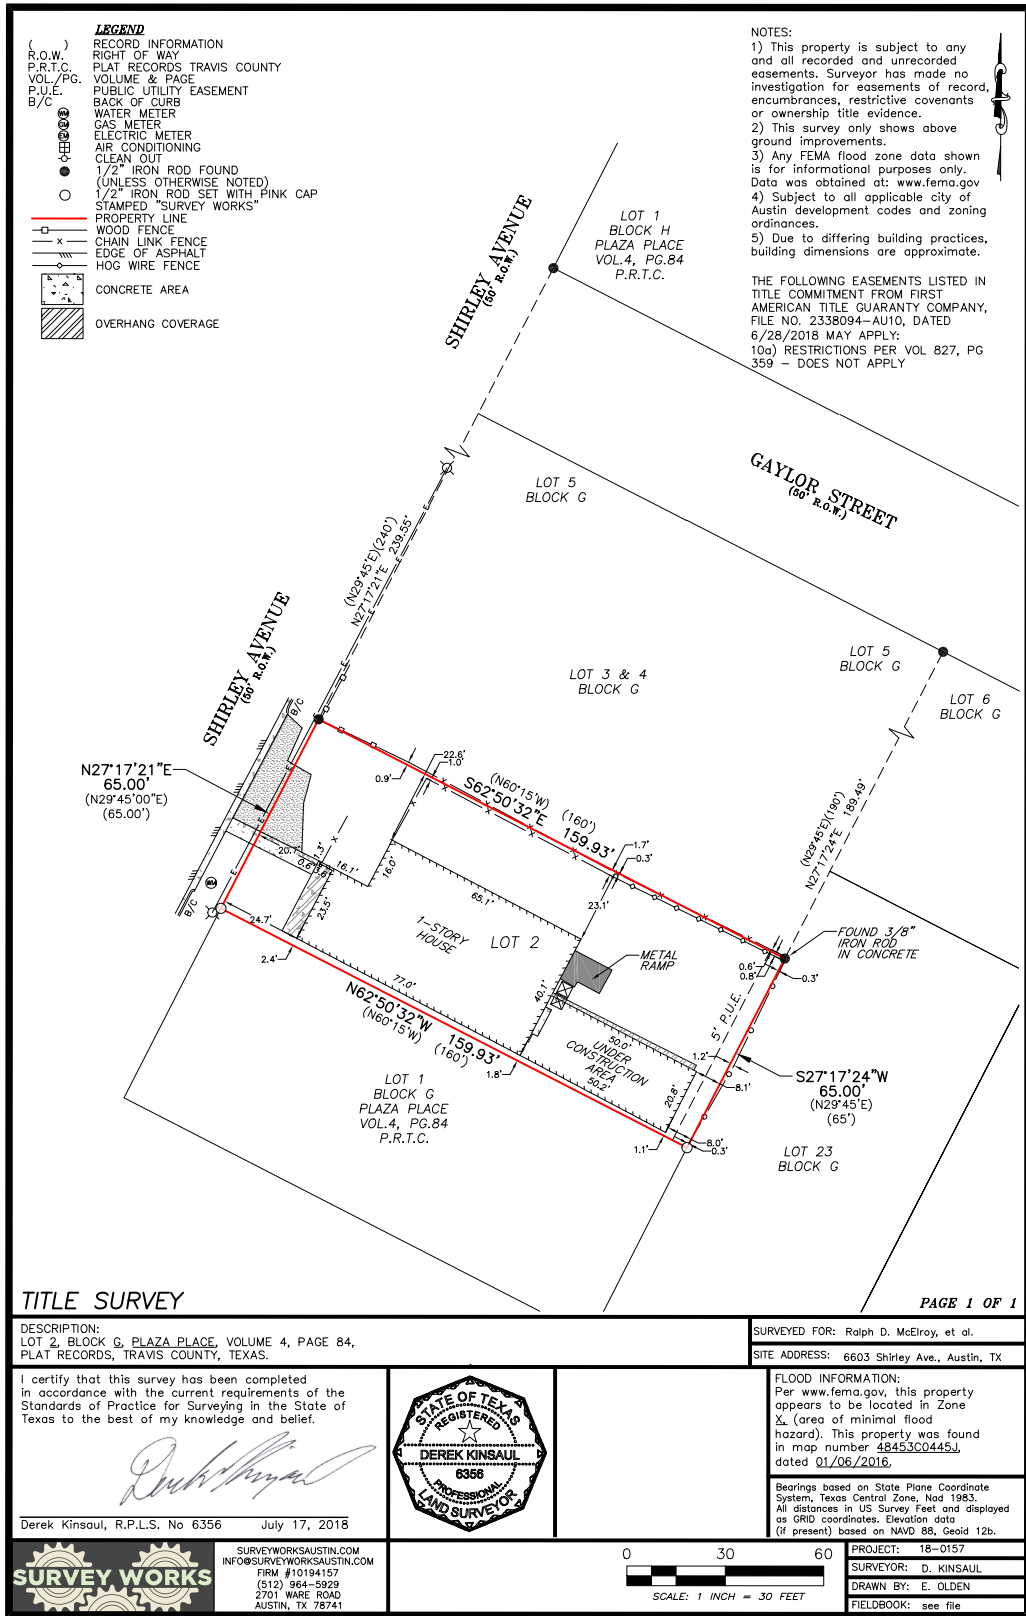 LEGEND
( ) RECORD INFORMATION
R.O.W. RIGHT OF WAY
P.R.T.C. PLAT RECORDS TRAVIS COUNTY
VOL./PG. VOLUME & PAGE
P.U.E. PUBLIC UTILITY EASEMENT
B/C BACK OF CURB
WM WATER METER
GM GAS METER
EM ELECTRIC METER
AIR CONDITIONING
CLEAN OUT
1/2" IRON ROD FOUND
(UNLESS OTHERWISE NOTED)
1/2" IRON ROD SET WITH PINK CAP
STAMPED "SURVEY WORKS"
PROPERTY LINE
WOOD FENCE
x CHAIN LINK FENCE
EDGE OF ASPHALT
HOG WIRE FENCE
CONCRETE AREA
OVERHANG COVERAGE
NOTES:
1) This property is subject to any
and all recorded and unrecorded
easements. Surveyor has made no
investigation for easements of record,
encumbrances, restrictive covenants
or ownership title evidence.
2) This survey only shows above
ground improvements.
3) Any FEMA flood zone data shown
is for informational purposes only.
Data was obtained at: www.fema.gov
4) Subject to all applicable city of
Austin development codes and zoning
ordinances.
5) Due to differing building practices,
building dimensions are approximate.
THE FOLLOWING EASEMENTS LISTED IN
TITLE COMMITMENT FROM FIRST
AMERICAN TITLE GUARANTY COMPANY,
FILE NO. 2338094-AU10, DATED
6/28/2018 MAY APPLY:
10a) RESTRICTIONS PER VOL 827, PG
359 - DOES NOT APPLY
SHIRLEY AVENUE
(50' R.O.W.)
LOT 1
BLOCK H
PLAZA PLACE
VOL.4, PG.84
P.R.T.C.
GAYLOR STREET
(50' R.O.W.)
LOT 5
BLOCK G
(N29°45'E)(240')
N27°17'21"E 239.55'
SHIRLEY AVENUE
(50' R.O.W.)
LOT 3 & 4
BLOCK G
LOT 5
BLOCK G
LOT 6
BLOCK G
B/C
N27°17'21"E
65.00'
(N29°45'00"E)
(65.00')
22.6'
1.0'
0.9'
(N60°15'W) (160')
S62°50'32"E 159.93'
(N29°45'E)(190')
N27°17'24"E 189.49'
1.7'
0.3'
20.7'
1.3'
0.6'
3.6'
16.1'
16.0'
65.1'
23.1'
23.5'
24.7'
2.4'
1-STORY
HOUSE
LOT 2
METAL
RAMP
FOUND 3/8"
IRON ROD
IN CONCRETE
0.6'
0.8'
0.3'
WM
B/C
77.0'
40.1'
N62°50'32"W 159.93'
(N60°15'W) (160')
1.8'
50.0'
UNDER
CONSTRUCTION
AREA
50.2'
20.8'
5' P.U.E.
1.2'
8.1'
S27°17'24"W
65.00'
(N29°45'E)
(65')
8.0'
0.3'
1.1'
LOT 1
BLOCK G
PLAZA PLACE
VOL.4, PG.84
P.R.T.C.
LOT 23
BLOCK G
TITLE SURVEY
PAGE 1 OF 1
DESCRIPTION:
LOT 2, BLOCK G, PLAZA PLACE, VOLUME 4, PAGE 84,
PLAT RECORDS, TRAVIS COUNTY, TEXAS.
SURVEYED FOR: Ralph D. McElroy, et al.
SITE ADDRESS: 6603 Shirley Ave., Austin, TX
I certify that this survey has been completed
in accordance with the current requirements of the
Standards of Practice for Surveying in the State of
Texas to the best of my knowledge and belief.
Derek Kinsaul
Derek Kinsaul, R.P.L.S. No 6356 July 17, 2018
STATE OF TEXAS
REGISTERED
DEREK KINSAUL
6356
PROFESSIONAL
LAND SURVEYOR
FLOOD INFORMATION:
Per www.fema.gov, this property
appears to be located in Zone
X, (area of minimal flood
hazard). This property was found
in map number 48453C0445J,
dated 01/06/2016.
Bearings based on State Plane Coordinate
System, Texas Central Zone, Nad 1983.
All distances in US Survey Feet and displayed
as GRID coordinates. Elevation data
(if present) based on NAVD 88, Geoid 12b.
SURVEY WORKS
SURVEYWORKSAUSTIN.COM
INFO@SURVEYWORKSAUSTIN.COM
FIRM #10194157
(512) 964-5929
2701 WARE ROAD
AUSTIN, TX 78741
0 30 60
SCALE: 1 INCH = 30 FEET
PROJECT: 18-0157
SURVEYOR: D. KINSAUL
DRAWN BY: E. OLDEN
FIELDBOOK: see file